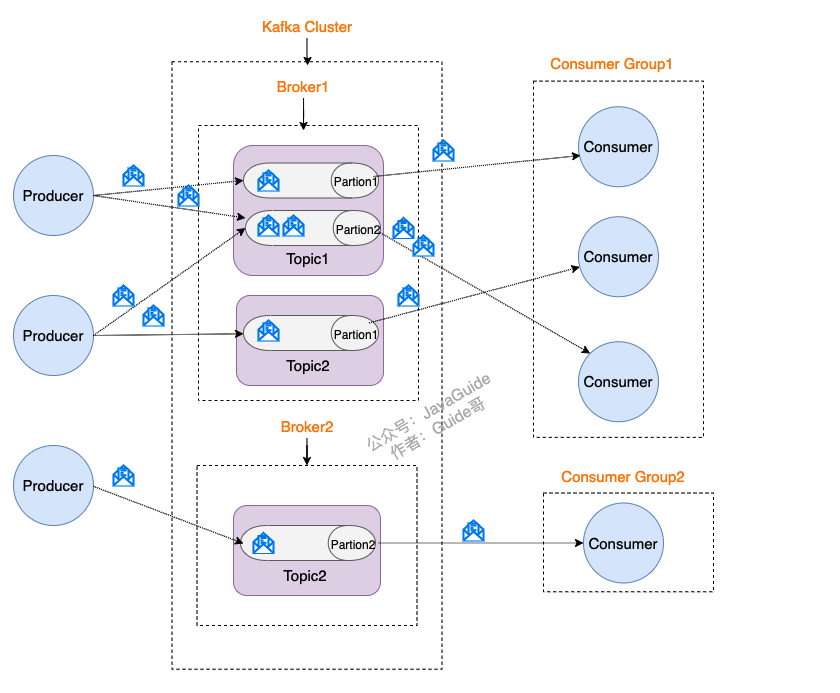 Kafka Cluster
Broker1
Consumer Group1
Producer
Partion1
Consumer
Partion2
Topic1
Consumer
Producer
Partion1
Topic2
Consumer
公众号：JavaGuide
作者：Guide哥
Broker2
Consumer Group2
Producer
Partion2
Consumer
Topic2